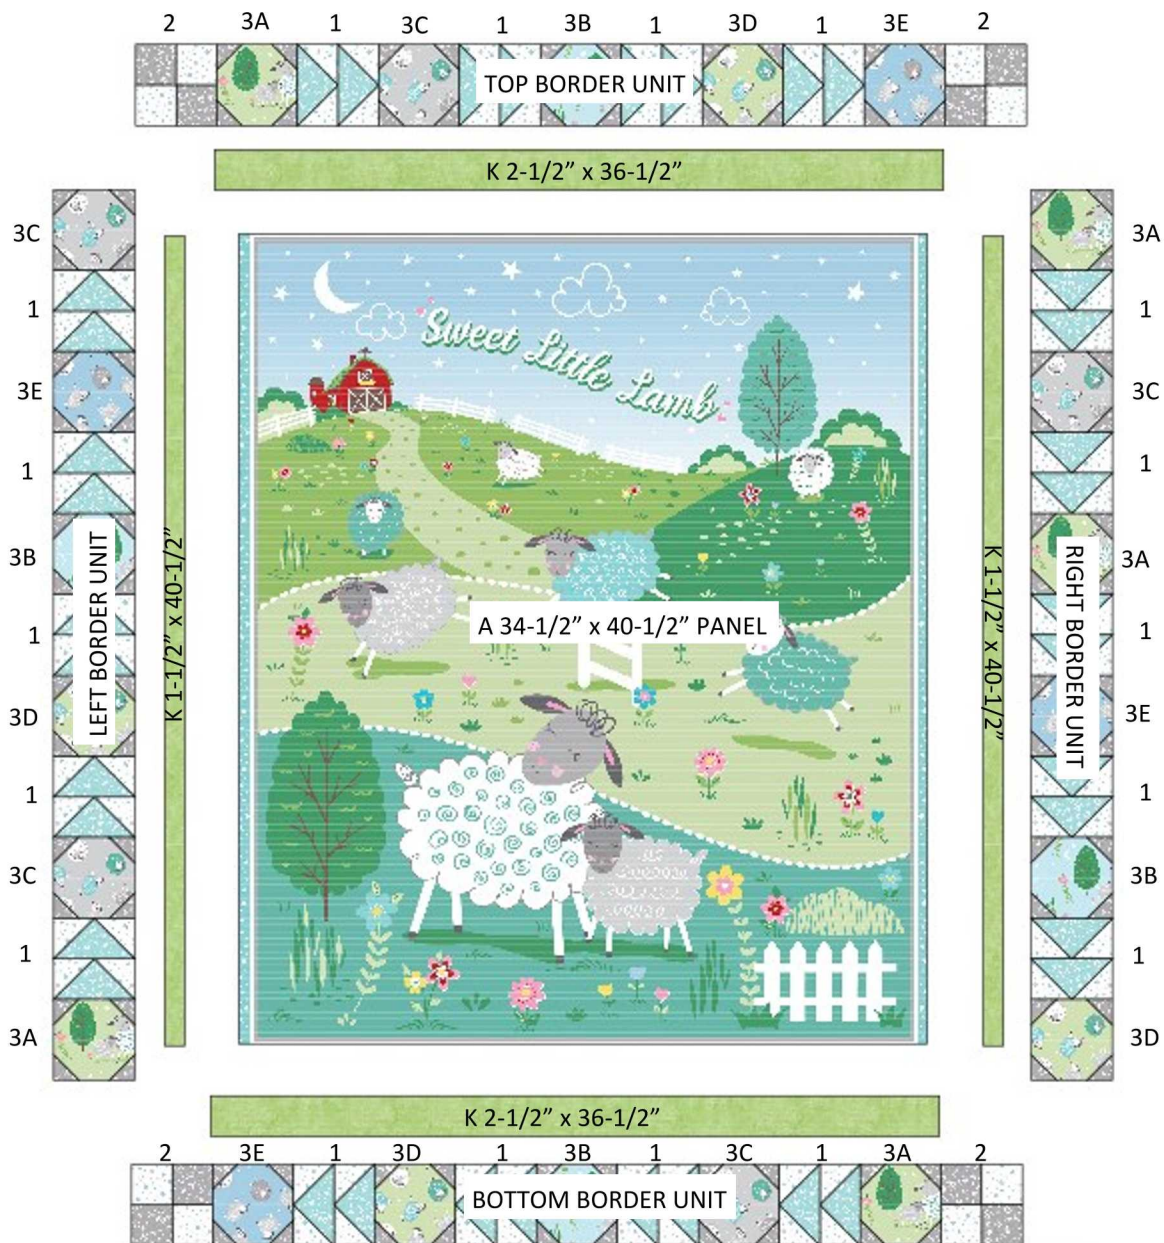 2 3A 1 3C 1 3B 1 3D 1 3E 2
TOP BORDER UNIT
K 2-1/2” x 36-1/2”
3C
1
3E
1
3B
1
3D
1
3C
1
3A
LEFT BORDER UNIT
K 1-1/2” x 40-1/2”
Sweet Little Lamb
A 34-1/2” x 40-1/2” PANEL
K 1-1/2” x 40-1/2”
RIGHT BORDER UNIT
3A
1
3C
1
3A
1
3E
1
3B
1
3D
K 2-1/2” x 36-1/2”
2 3E 1 3D 1 3B 1 3C 1 3A 2
BOTTOM BORDER UNIT